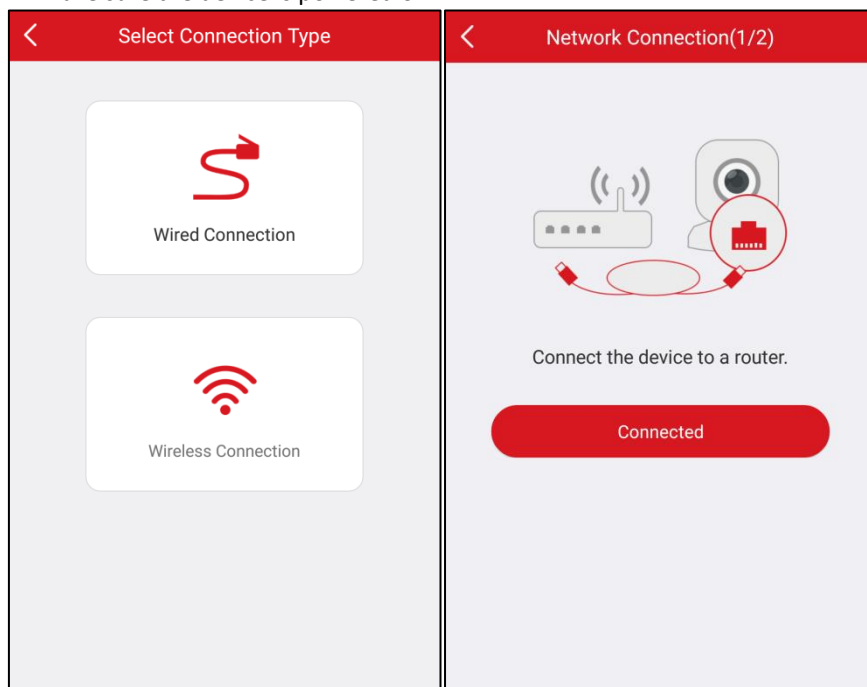 Select Connection Type
Wired Connection
Wireless Connection
Network Connection(1/2)
Connect the device to a router.
Connected